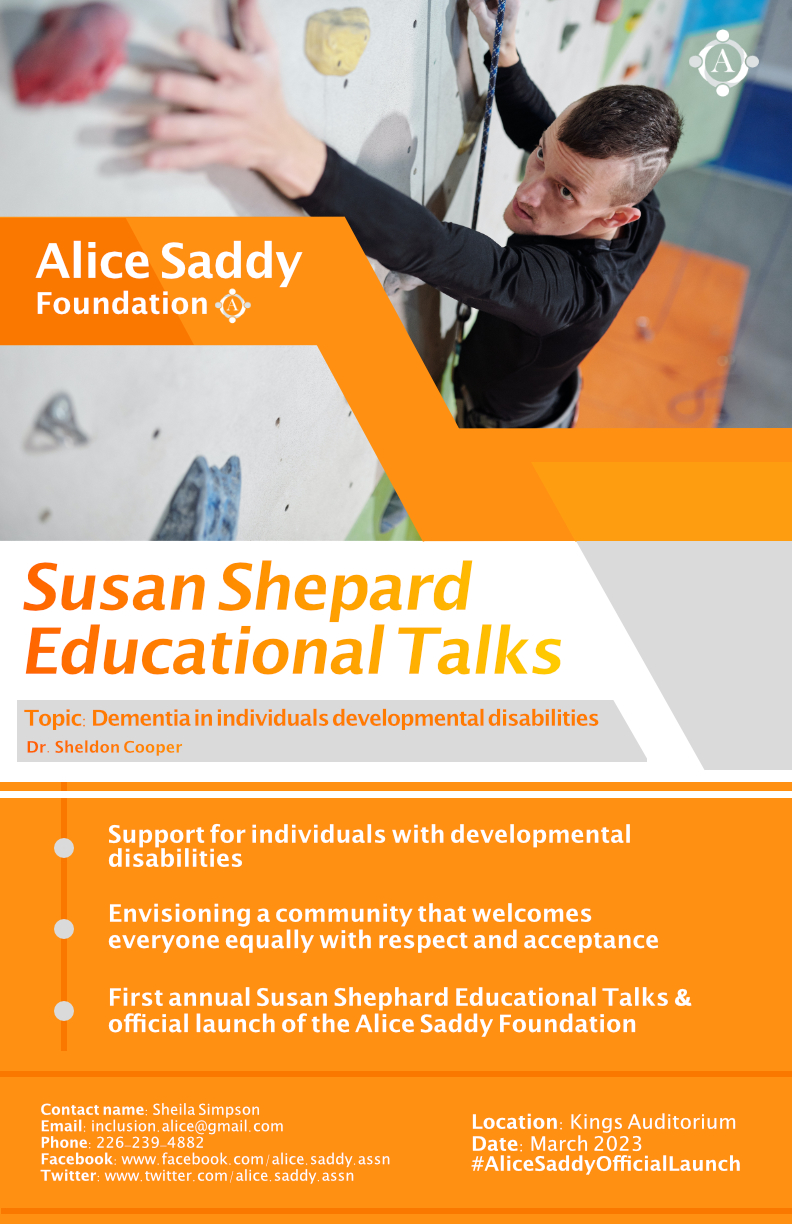 A
Alice Saddy
Foundation A
Susan Shepard
Educational Talks
Topic: Dementia in individuals developmental disabilities
Dr. Sheldon Cooper
Support for individuals with developmental
disabilities
Envisioning a community that welcomes
everyone equally with respect and acceptance
First annual Susan Shephard Educational Talks &
official launch of the Alice Saddy Foundation
Contact name: Sheila Simpson
Email: inclusion.alice@gmail.com
Phone: 226-239-4882
Facebook: www.facebook.com/alice.saddy.assn
Twitter: www.twitter.com/alice.saddy.assn
Location: Kings Auditorium
Date: March 2023
#AliceSaddyOfficialLaunch